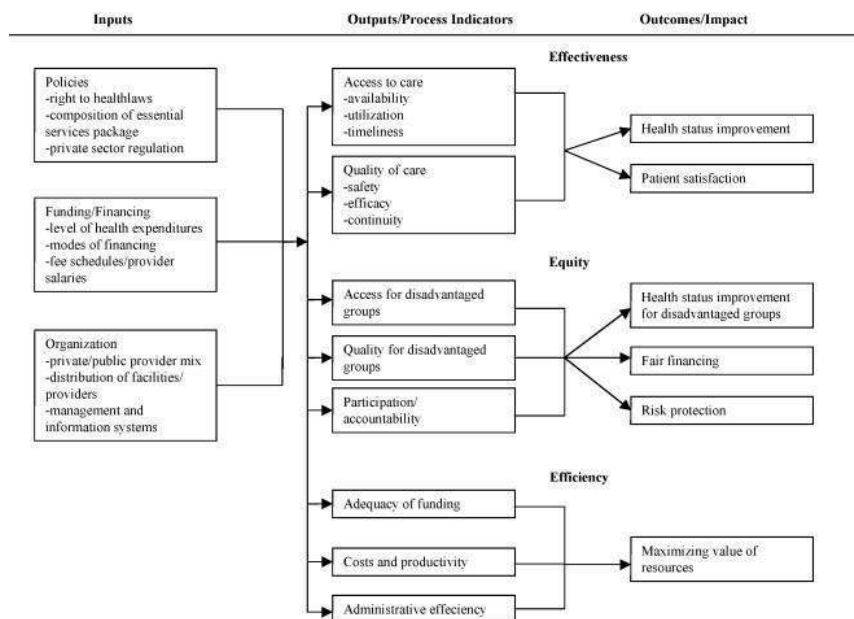 Inputs
Outputs/Process Indicators
Outcomes/Impact
Effectiveness
Policies
-right to healthlaws
-composition of essential
services package
-private sector regulation
Access to care
-availability
-utilization
-timeliness
Health status improvement
Patient satisfaction
Quality of care
-safety
-efficacy
-continuity
Funding/Financing
-level of health expenditures
-modes of financing
-fee schedules/provider
salaries
Equity
Access for disadvantaged
groups
Health status improvement
for disadvantaged groups
Organization
-private/public provider mix
-distribution of facilities/
providers
-management and
information systems
Quality for disadvantaged
groups
Fair financing
Participation/
accountability
Risk protection
Efficiency
Adequacy of funding
Costs and productivity
Maximizing value of
resources
Administrative effeciency